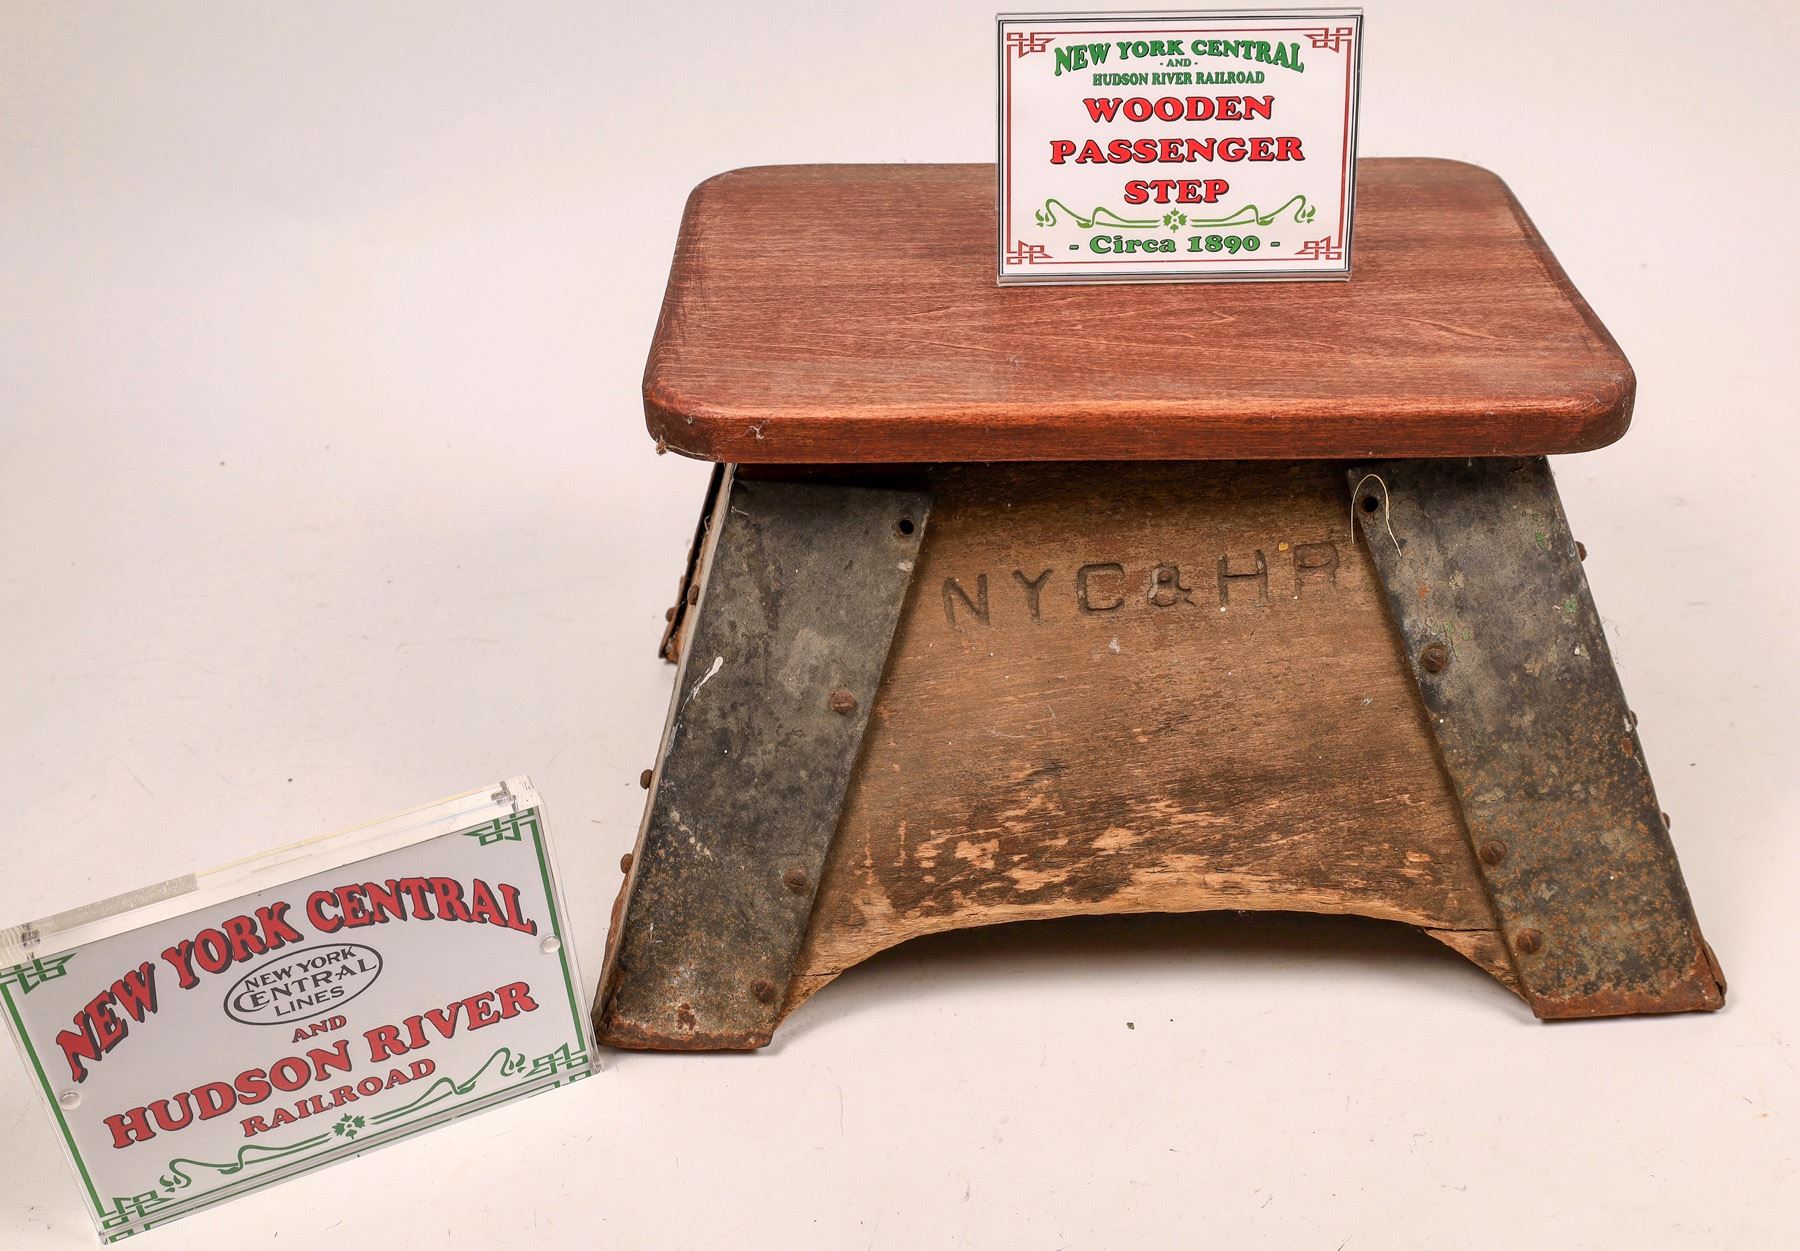 NEW YORK CENTRAL
- AND -
HUDSON RIVER RAILROAD
WOODEN
PASSENGER
STEP
- Circa 1890 -
NYC&HR
NEW YORK CENTRAL
NEW YORK
CENTRAL
LINES
AND
HUDSON RIVER
RAILROAD